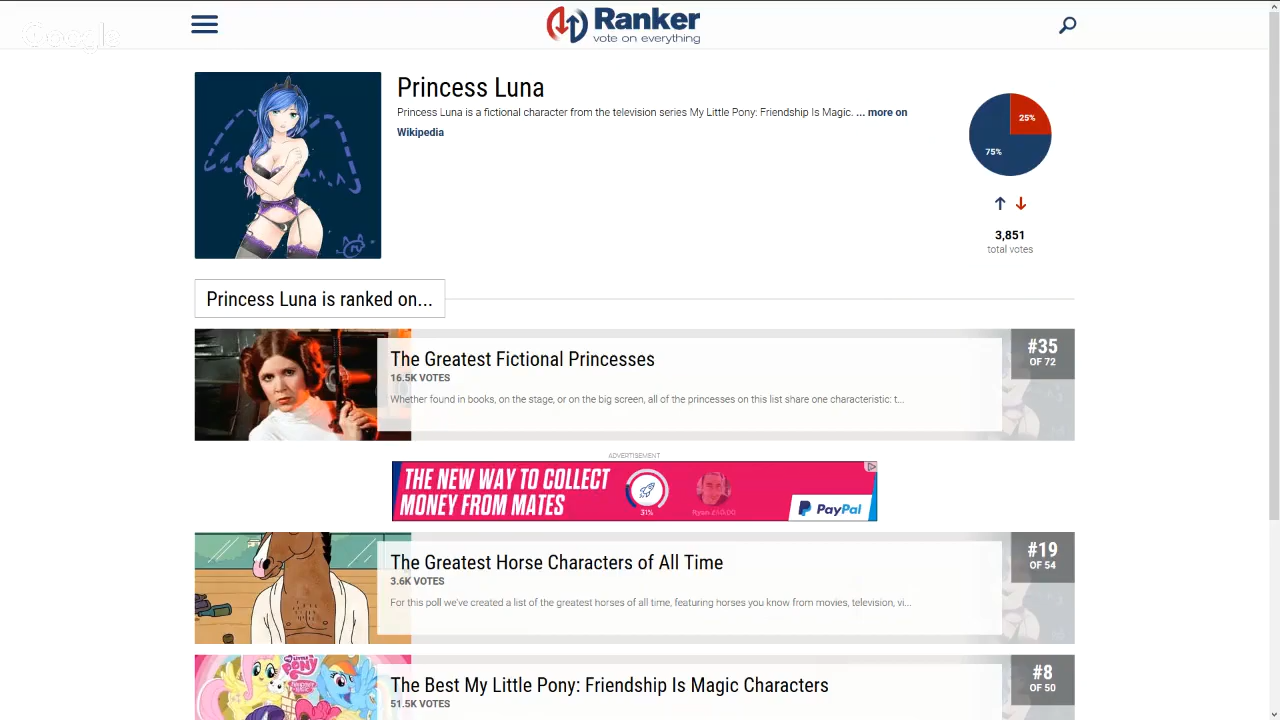 Google
Ranker
vote on everything
Princess Luna
Princess Luna is a fictional character from the television series My Little Pony: Friendship Is Magic. ... more on
Wikipedia
25%
75%
3,851
total votes
Princess Luna is ranked on...
The Greatest Fictional Princesses
16.5K VOTES
Whether found in books, on the stage, or on the big screen, all of the princesses on this list share one characteristic: t...
#35
OF 72
ADVERTISEMENT
THE NEW WAY TO COLLECT
MONEY FROM MATES
31%
PayPal
The Greatest Horse Characters of All Time
3.6K VOTES
For this poll we've created a list of the greatest horses of all time, featuring horses you know from movies, television, vi...
#19
OF 54
The Best My Little Pony: Friendship Is Magic Characters
51.5K VOTES
#8
OF 50